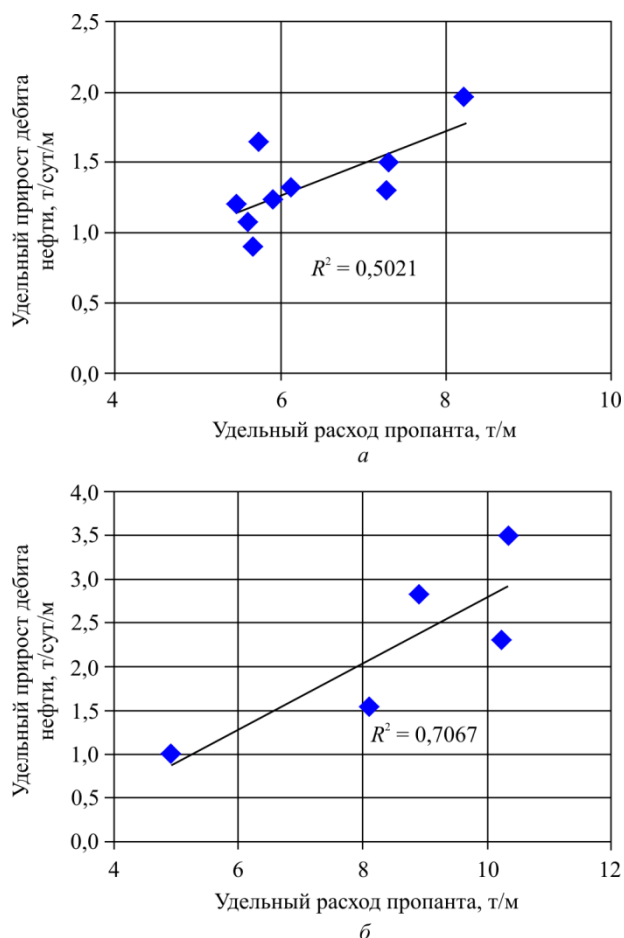 Удельный прирост дебита
нефти, т/сут/м
2,5
2,0
1,5
1,0
0,5
0,0
R² = 0,5021
4 6 8 10
Удельный расход пропанта, т/м
а
Удельный прирост дебита
нефти, т/сут/м
4,0
3,5
3,0
2,5
2,0
1,5
1,0
0,5
0,0
R² = 0,7067
4 6 8 10 12
Удельный расход пропанта, т/м
б